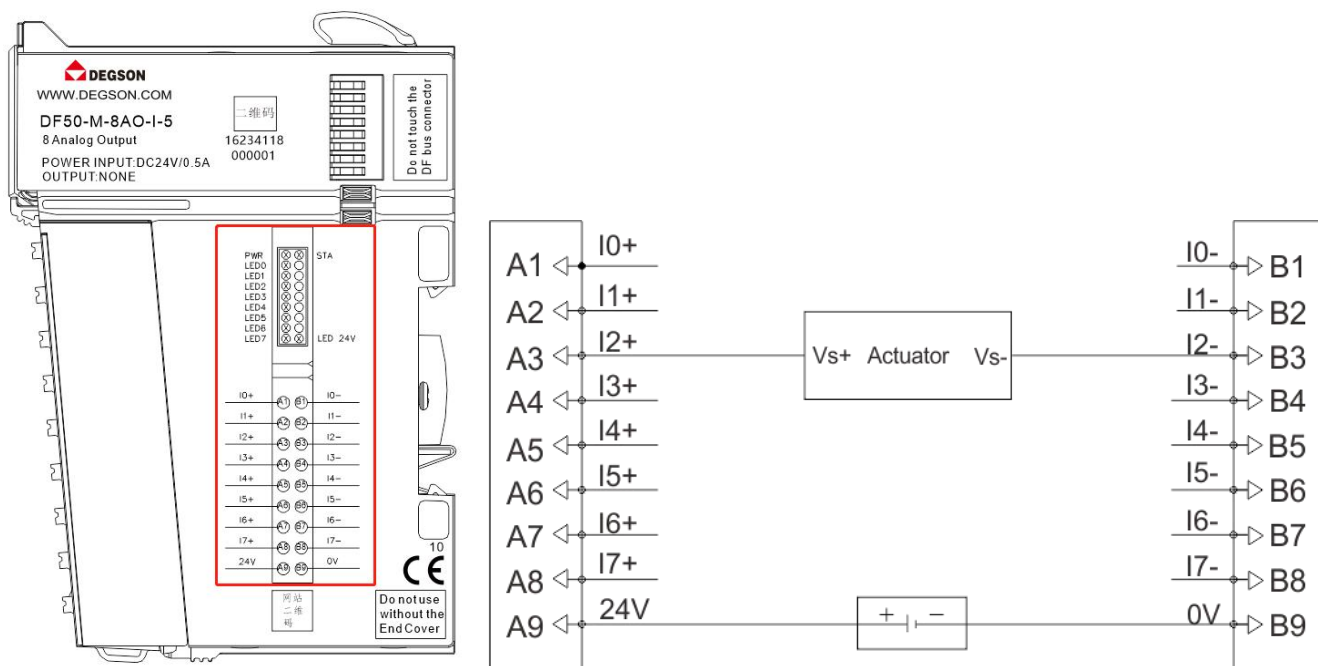 DEGSON
WWW.DEGSON.COM
DF50-M-8AO-I-5
8 Analog Output
POWER INPUT:DC24V/0.5A
OUTPUT:NONE
二维码
16234118
000001
Do not touch the
DF bus connector
PWR STA
LED0
LED1
LED2
LED3
LED4
LED5
LED6
LED7 LED 24V
I0+ A1 B1 I0-
I1+ A2 B2 I1-
I2+ A3 B3 I2-
I3+ A4 B4 I3-
I4+ A5 B5 I4-
I5+ A6 B6 I5-
I6+ A7 B7 I6-
I7+ A8 B8 I7-
24V A9 B9 0V
网站
二维
码
10
CE
Do not use
without the
End Cover
A1 I0+ I0- B1
A2 I1+ I1- B2
A3 I2+ Vs+ Actuator Vs- I2- B3
A4 I3+ I3- B4
A5 I4+ I4- B5
A6 I5+ I5- B6
A7 I6+ I6- B7
A8 I7+ I7- B8
A9 24V + − 0V B9